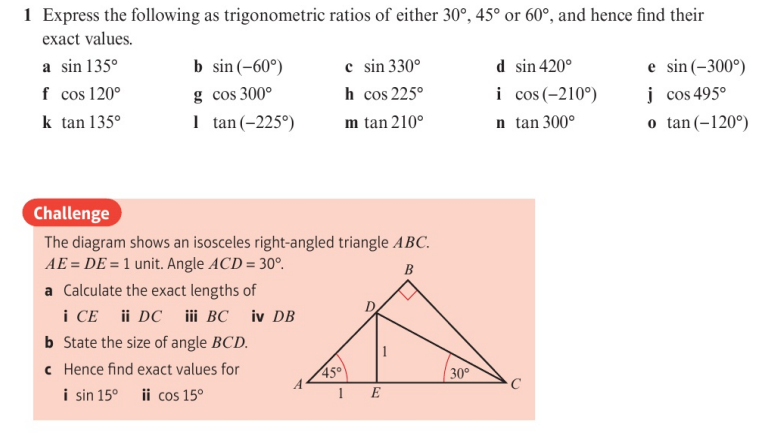 1 Express the following as trigonometric ratios of either 30°, 45° or 60°, and hence find their
exact values.
a sin 135° b sin (−60°) c sin 330° d sin 420° e sin (−300°)
f cos 120° g cos 300° h cos 225° i cos (−210°) j cos 495°
k tan 135° l tan (−225°) m tan 210° n tan 300° o tan (−120°)
Challenge
The diagram shows an isosceles right-angled triangle ABC.
AE = DE = 1 unit. Angle ACD = 30°.
a Calculate the exact lengths of
i CE ii DC iii BC iv DB
b State the size of angle BCD.
c Hence find exact values for
i sin 15° ii cos 15°
B
D
1
45°
30°
A
C
1
E